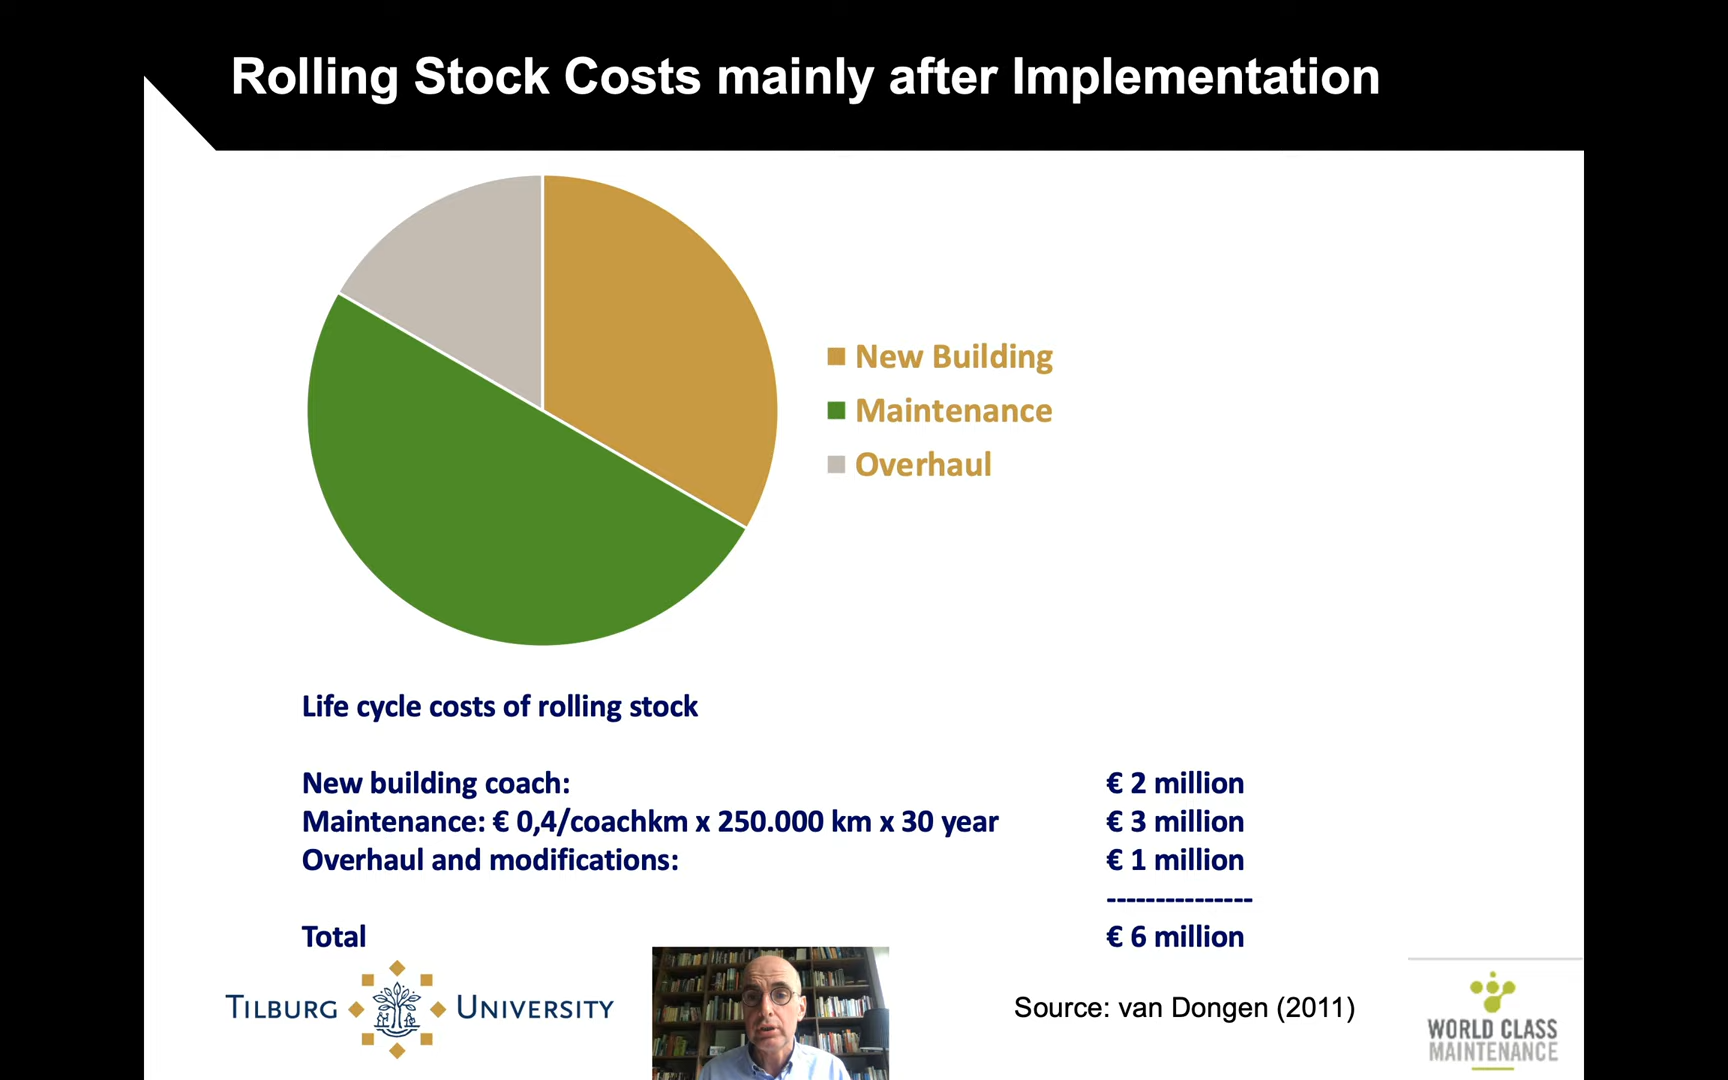 Rolling Stock Costs mainly after Implementation
New Building
Maintenance
Overhaul
Life cycle costs of rolling stock
New building coach: € 2 million
Maintenance: € 0,4/coachkm x 250.000 km x 30 year € 3 million
Overhaul and modifications: € 1 million
---------------
Total € 6 million
TILBURG UNIVERSITY
Source: van Dongen (2011)
WORLD CLASS
MAINTENANCE